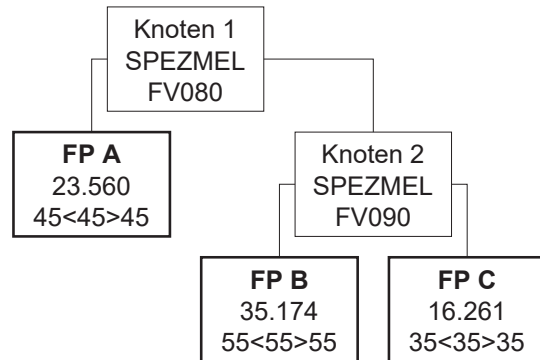 Knoten 1
SPEZMEL
FV080
FP A
23.560
45<45>45
Knoten 2
SPEZMEL
FV090
FP B
35.174
55<55>55
FP C
16.261
35<35>35